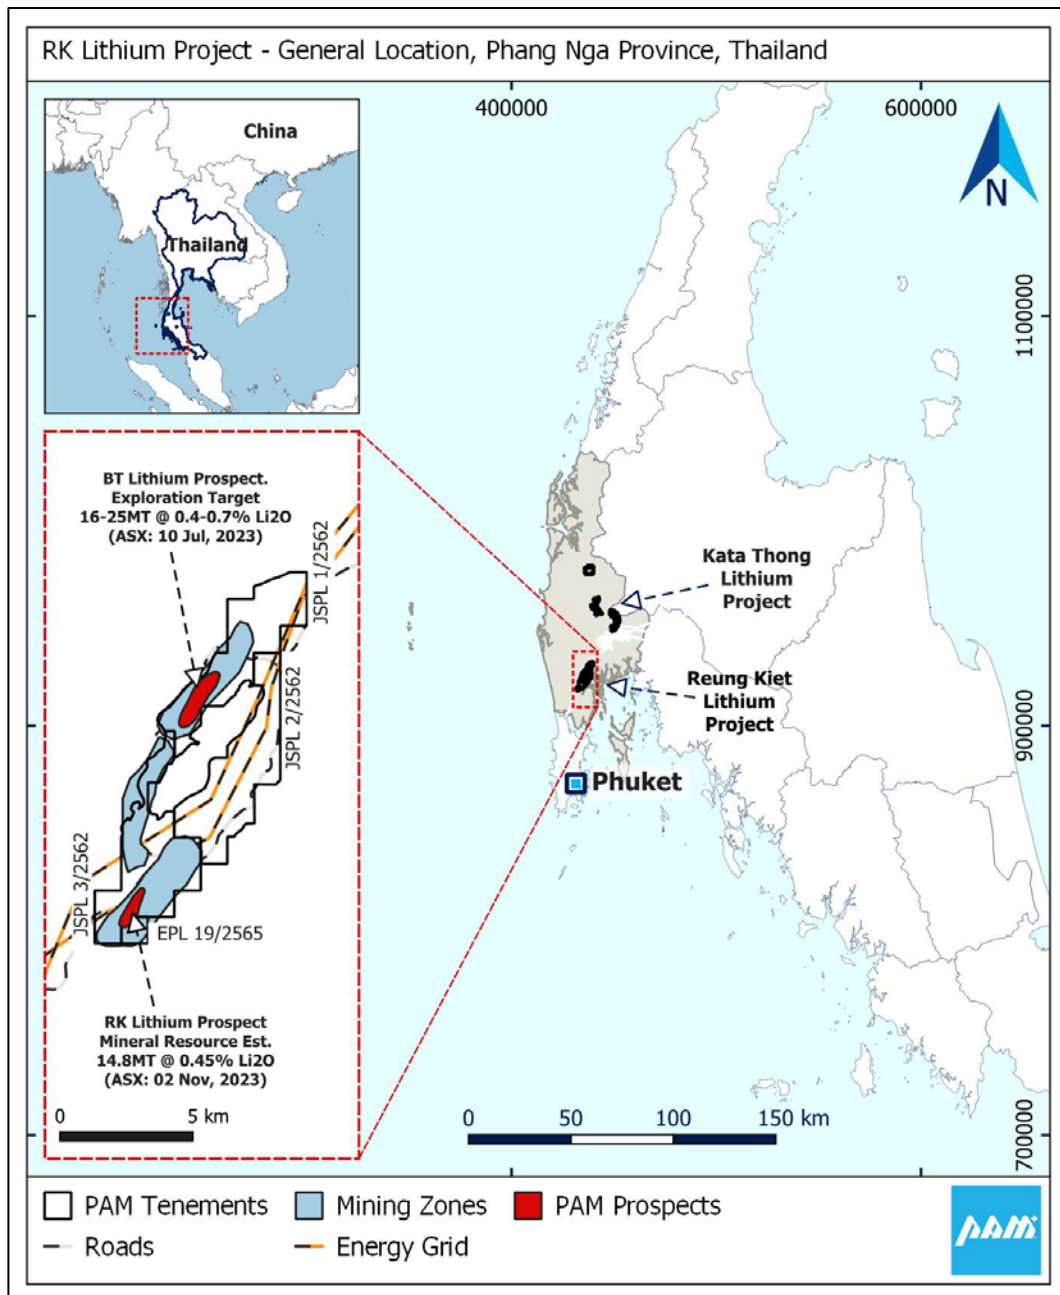 RK Lithium Project - General Location, Phang Nga Province, Thailand
400000
600000
N
1100000
900000
700000
China
Thailand
BT Lithium Prospect.
Exploration Target
16-25MT @ 0.4-0.7% Li2O
(ASX: 10 Jul, 2023)
JSPL 1/2562
JSPL 2/2562
JSPL 3/2562
EPL 19/2565
RK Lithium Prospect
Mineral Resource Est.
14.8MT @ 0.45% Li2O
(ASX: 02 Nov, 2023)
0 5 km
Kata Thong
Lithium
Project
Reung Kiet
Lithium
Project
Phuket
0 50 100 150 km
PAM Tenements Mining Zones PAM Prospects
Roads Energy Grid
PAM